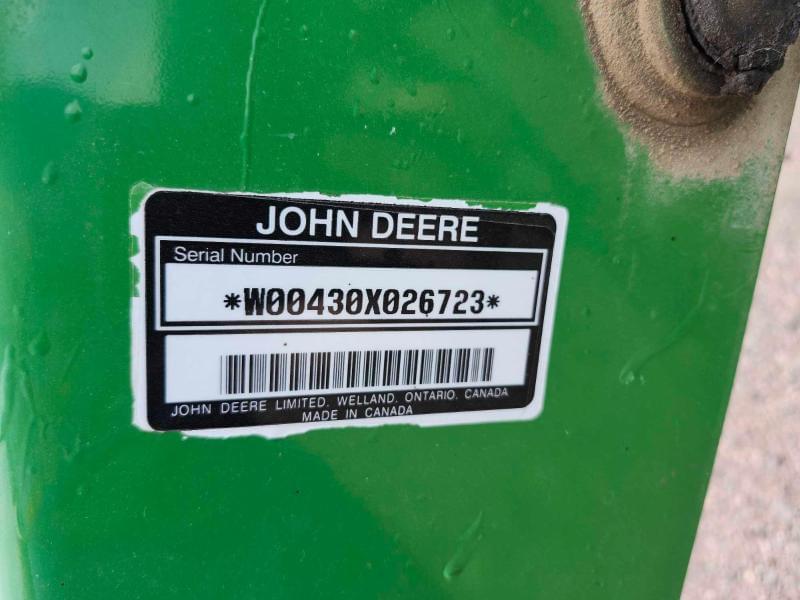 JOHN DEERE
Serial Number
*W00430X026723*
JOHN DEERE LIMITED. WELLAND. ONTARIO. CANADA
MADE IN CANADA